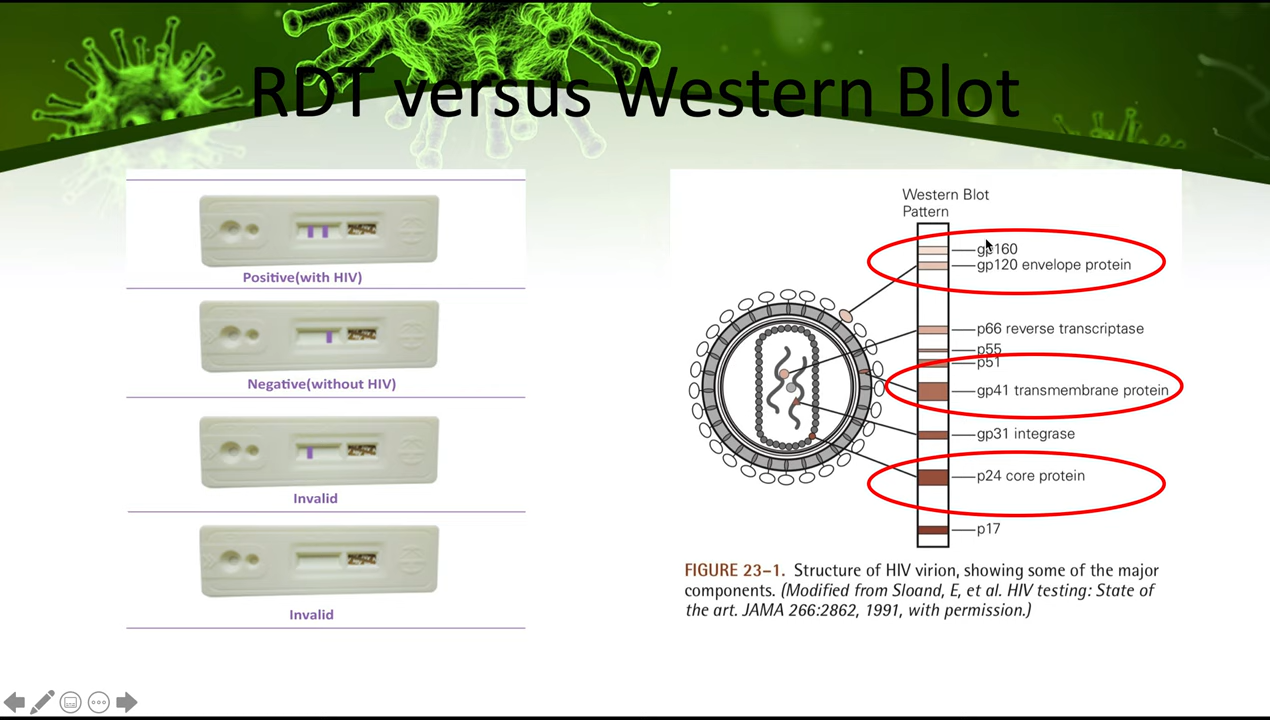 RDT versus Western Blot
Positive(with HIV)
Negative(without HIV)
Invalid
Invalid
Western Blot
Pattern
gp160
gp120 envelope protein
p66 reverse transcriptase
p55
p51
gp41 transmembrane protein
gp31 integrase
p24 core protein
p17
FIGURE 23–1. Structure of HIV virion, showing some of the major
components. (Modified from Sloand, E, et al. HIV testing: State of
the art. JAMA 266:2862, 1991, with permission.)